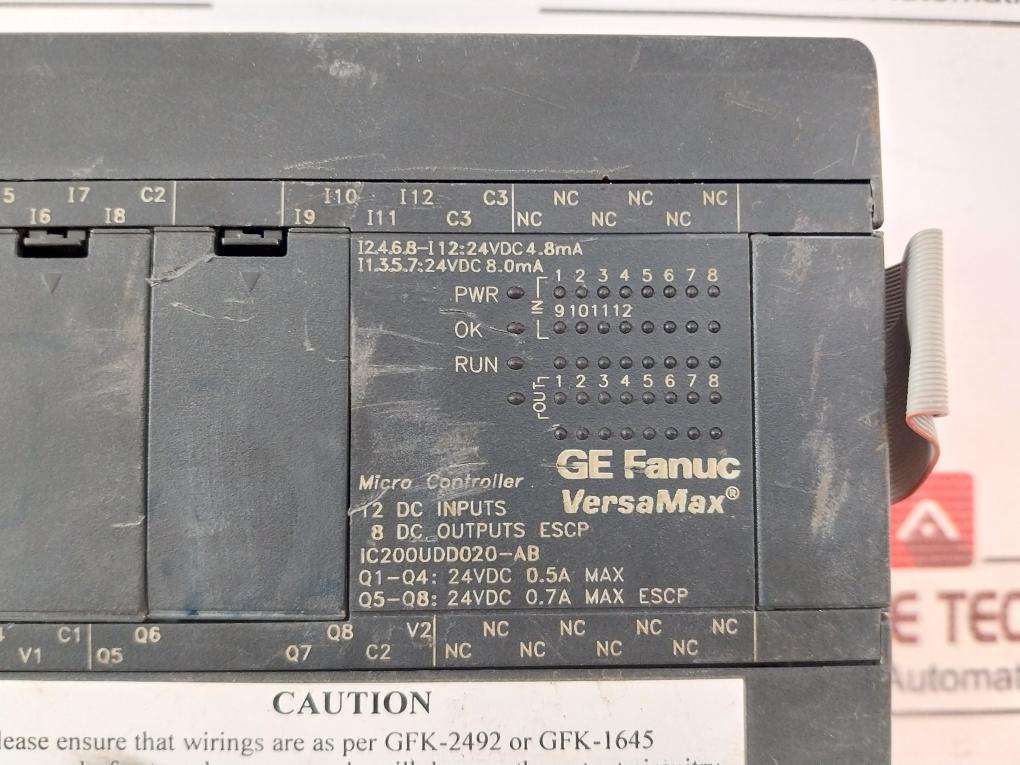 Automati
5 I7 C2 I10 I12 C3 NC NC NC
I6 I8 I9 I11 C3 NC NC NC
I2.4.6.8-I12:24VDC 4.8mA
I1.3.5.7:24VDC 8.0mA
1 2 3 4 5 6 7 8
PWR
IN
9101112
OK
RUN
1 2 3 4 5 6 7 8
OUT
GE Fanuc
VersaMax®
Micro Controller
12 DC INPUTS
8 DC OUTPUTS ESCP
IC200UDD020-AB
Q1-Q4: 24VDC 0.5A MAX
Q5-Q8: 24VDC 0.7A MAX ESCP
C1 Q6 Q8 V2 NC NC NC NC
V1 Q5 Q7 C2 NC NC NC NC
E TEC
Automat
CAUTION
lease ensure that wirings are as per GFK-2492 or GFK-1645